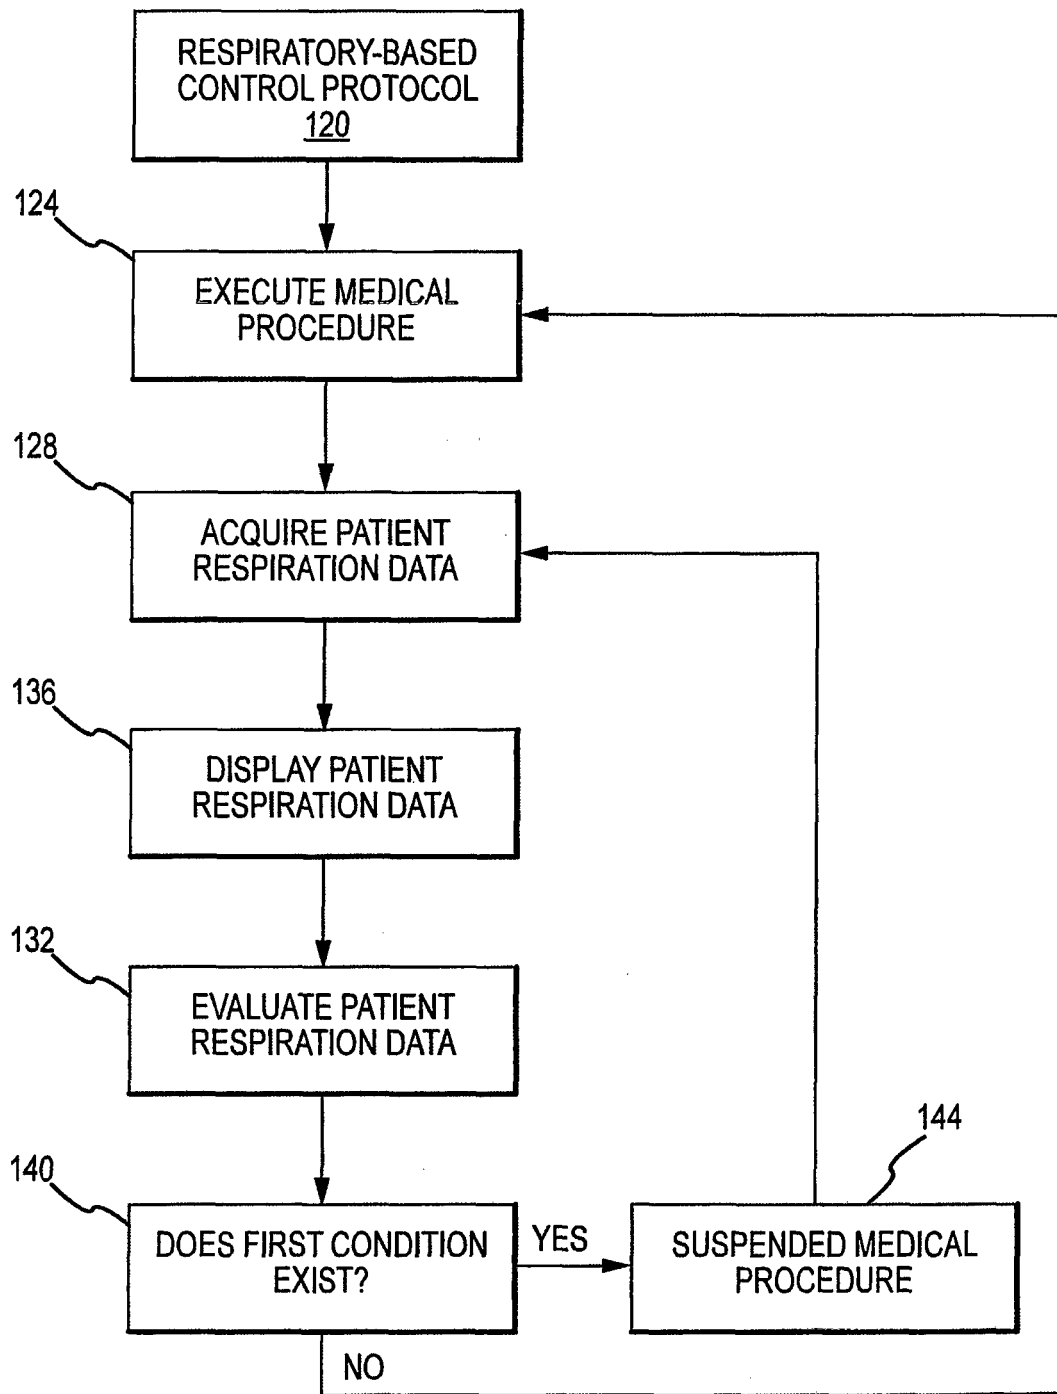 RESPIRATORY-BASED
CONTROL PROTOCOL
120
124
EXECUTE MEDICAL
PROCEDURE
128
ACQUIRE PATIENT
RESPIRATION DATA
136
DISPLAY PATIENT
RESPIRATION DATA
132
EVALUATE PATIENT
RESPIRATION DATA
140
DOES FIRST CONDITION
EXIST?
YES
144
SUSPENDED MEDICAL
PROCEDURE
NO